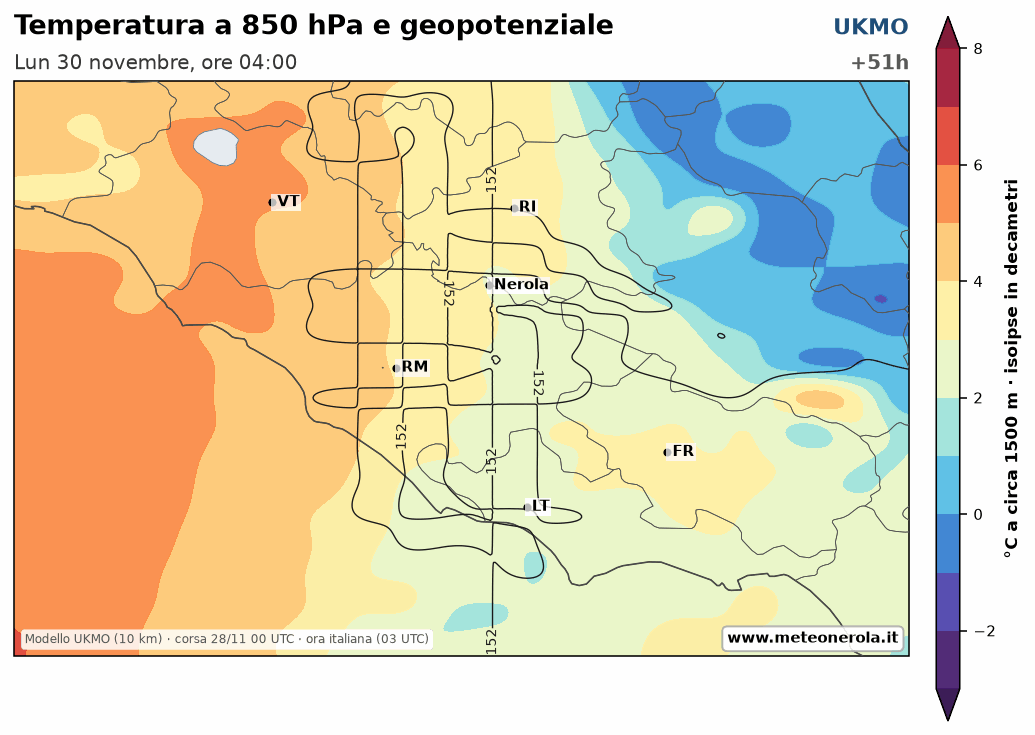 Temperatura a 850 hPa e geopotenziale
UKMO
Lun 30 novembre, ore 04:00
+51h
8
6
4
2
0
−2
°C a circa 1500 m · isoipse in decametri
VT
RI
Nerola
RM
FR
LT
152
152
152
152
152
152
Modello UKMO (10 km) · corsa 28/11 00 UTC · ora italiana (03 UTC)
www.meteonerola.it